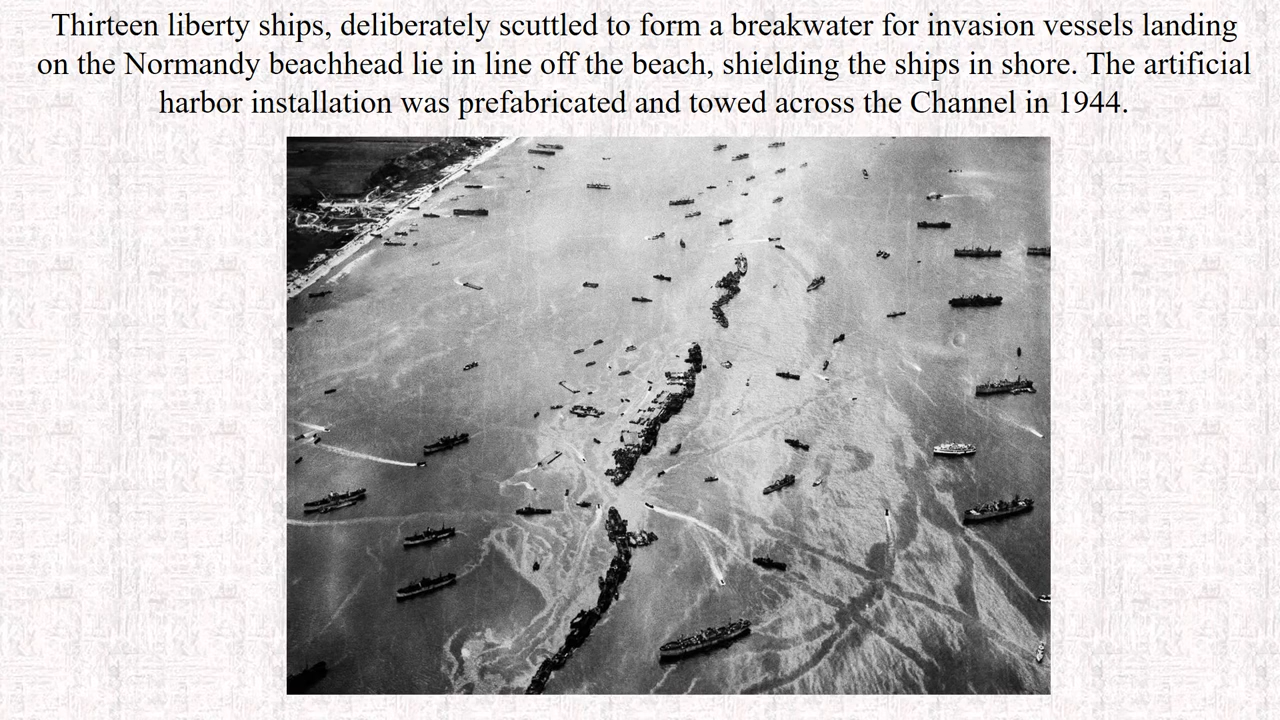 Thirteen liberty ships, deliberately scuttled to form a breakwater for invasion vessels landing
on the Normandy beachhead lie in line off the beach, shielding the ships in shore. The artificial
harbor installation was prefabricated and towed across the Channel in 1944.